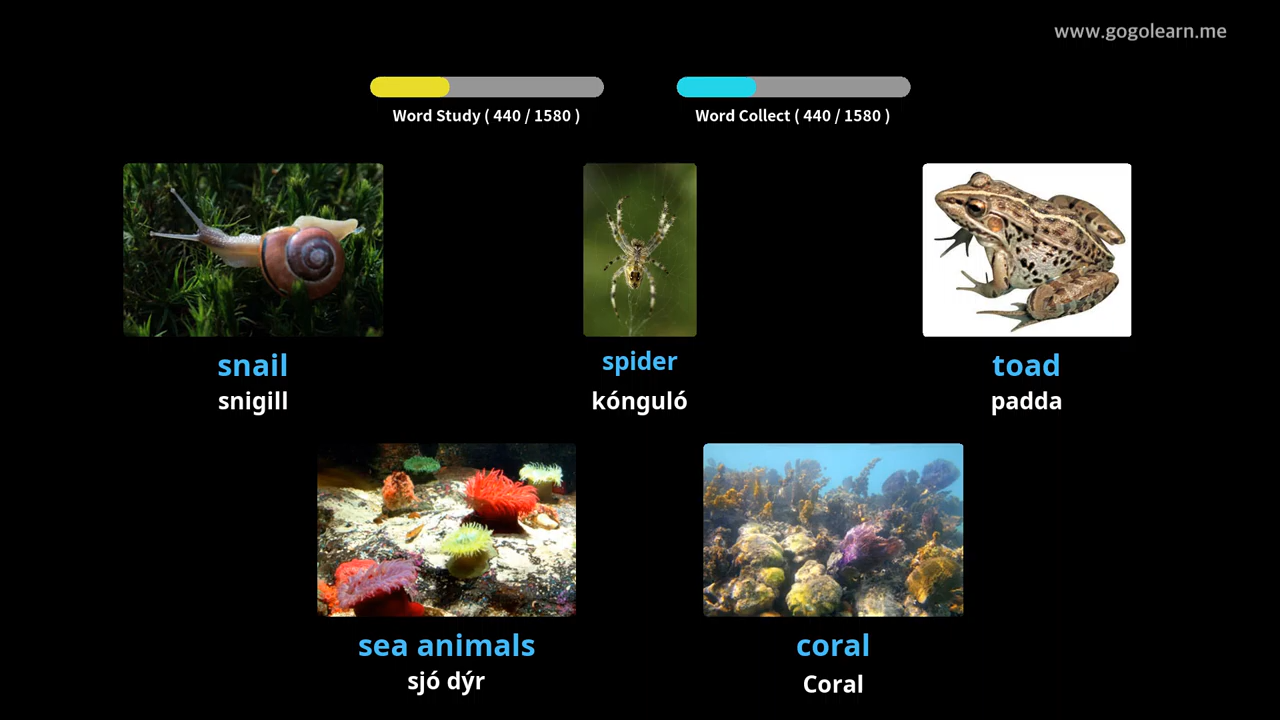 www.gogolearn.me
Word Study ( 440 / 1580 )
Word Collect ( 440 / 1580 )
snail
snigill
spider
kónguló
toad
padda
sea animals
sjó dýr
coral
Coral